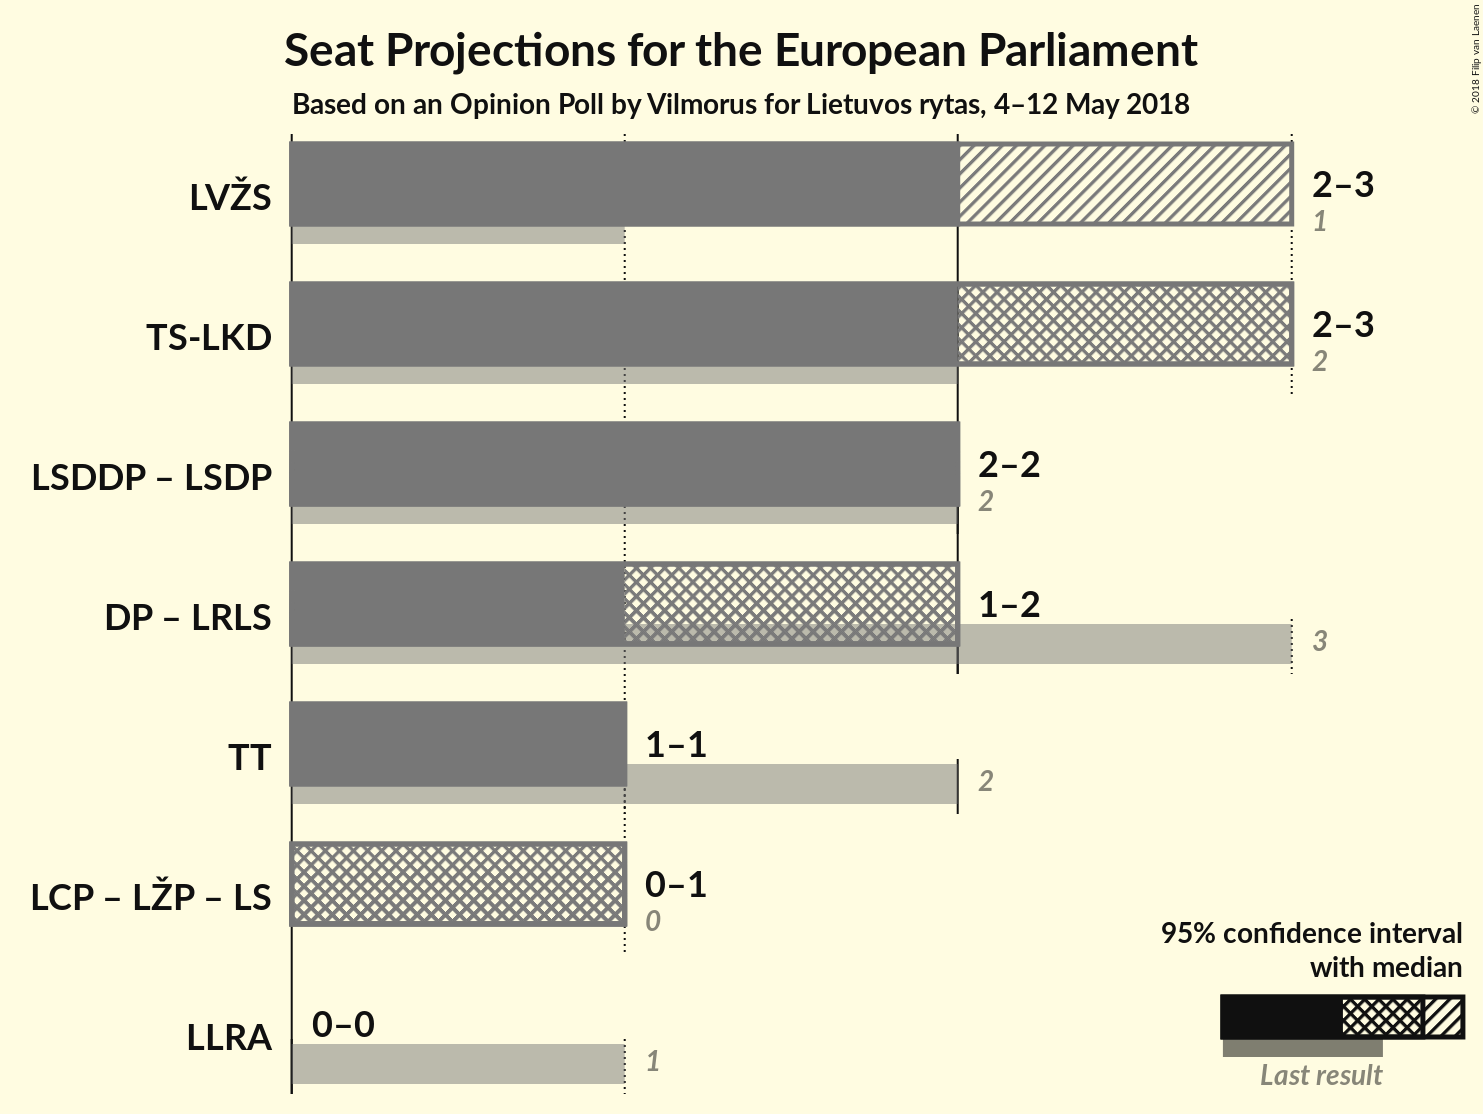 Seat Projections for the European Parliament
Based on an Opinion Poll by Vilmorus for Lietuvos rytas, 4–12 May 2018
© 2018 Filip van Laenen
LVŽS
2–3
1
TS-LKD
2–3
2
LSDDP – LSDP
2–2
2
DP – LRLS
1–2
3
TT
1–1
2
LCP – LŽP – LS
0–1
0
LLRA
0–0
1
95% confidence interval
with median
Last result